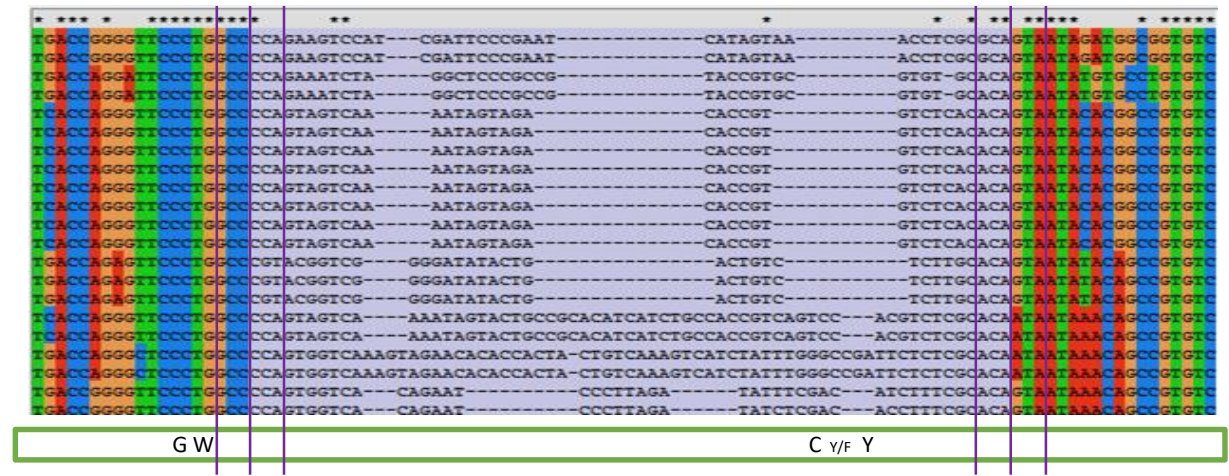 * *** * ********** ** * * * ** ***** * *****
TGACCGGGGTTCCCTGGCCCCAGAAGTCCAT---CGATTCCCGAAT-------------CATAGTAA---------ACCTCGCGCAGTAATAGATGGCGGTGTC
TGACCGGGGTTCCCTGGCCCCAGAAGTCCAT---CGATTCCCGAAT-------------CATAGTAA---------ACCTCGCGCAGTAATAGATGGCGGTGTC
TGACCAGGATTCCCTGGCCCCAGAAATCTA-----GGCTCCCGCCG-------------TACCGTGC---------GTGT-GCACAGTAATATGTGCCTGTGTC
TGACCAGGATTCCCTGGCCCCAGAAATCTA-----GGCTCCCGCCG-------------TACCGTGC---------GTGT-GCACAGTAATATGTGCCTGTGTC
TCACCAGGGTTCCCTGGCCCCAGTAGTCAA-----AATAGTAGA---------------CACCGT-----------GTCTCACACAGTAATACACGGCCGTGTC
TCACCAGGGTTCCCTGGCCCCAGTAGTCAA-----AATAGTAGA---------------CACCGT-----------GTCTCACACAGTAATACACGGCCGTGTC
TCACCAGGGTTCCCTGGCCCCAGTAGTCAA-----AATAGTAGA---------------CACCGT-----------GTCTCACACAGTAATACACGGCCGTGTC
TCACCAGGGTTCCCTGGCCCCAGTAGTCAA-----AATAGTAGA---------------CACCGT-----------GTCTCACACAGTAATACACGGCCGTGTC
TCACCAGGGTTCCCTGGCCCCAGTAGTCAA-----AATAGTAGA---------------CACCGT-----------GTCTCACACAGTAATACACGGCCGTGTC
TCACCAGGGTTCCCTGGCCCCAGTAGTCAA-----AATAGTAGA---------------CACCGT-----------GTCTCACACAGTAATACACGGCCGTGTC
TCACCAGGGTTCCCTGGCCCCAGTAGTCAA-----AATAGTAGA---------------CACCGT-----------GTCTCACACAGTAATACACGGCCGTGTC
TCACCAGGGTTCCCTGGCCCCAGTAGTCAA-----AATAGTAGA---------------CACCGT-----------GTCTCACACAGTAATACACGGCCGTGTC
TGACCAGAGTTCCCTGGCCCCGTACGGTCG----GGGATATACTG----------------ACTGTC-----------TCTTGCACAGTAATATACAGCCGTGTC
TGACCAGAGTTCCCTGGCCCCGTACGGTCG----GGGATATACTG----------------ACTGTC-----------TCTTGCACAGTAATATACAGCCGTGTC
TGACCAGAGTTCCCTGGCCCCGTACGGTCG----GGGATATACTG----------------ACTGTC-----------TCTTGCACAGTAATATACAGCCGTGTC
TCACCAGGGTTCCCTGGCCCCAGTAGTCA----AAATAGTACTGCCGCACATCATCTGCCACCGTCAGTCC---ACGTCTCGCACAATAATAAACAGCCGTGTC
TCACCAGGGTTCCCTGGCCCCAGTAGTCA----AAATAGTACTGCCGCACATCATCTGCCACCGTCAGTCC---ACGTCTCGCACAATAATAAACAGCCGTGTC
TGACCAGGGCTCCCTGGCCCCAGTGGTCAAAGTAGAACACACCACTA-CTGTCAAAGTCATCTATTTGGGCCGATTCTCTCGCACAATAATAAACAGCCGTGTC
TGACCAGGGCTCCCTGGCCCCAGTGGTCAAAGTAGAACACACCACTA-CTGTCAAAGTCATCTATTTGGGCCGATTCTCTCGCACAATAATAAACAGCCGTGTC
TGACCGGGGTTCCCTGGCCCCAGTGGTCA---CAGAAT----------CCCTTAGA------TATTTCGAC---ATCTTTCGCACAGTAATAAACAGCCGTGTC
TGACCGGGGTTCCCTGGCCCCAGTGGTCA---CAGAAT----------CCCTTAGA------TATCTCGAC---ACCTTTCGCACAGTAATAAACAGCCGTGTC
G W C Y/F Y